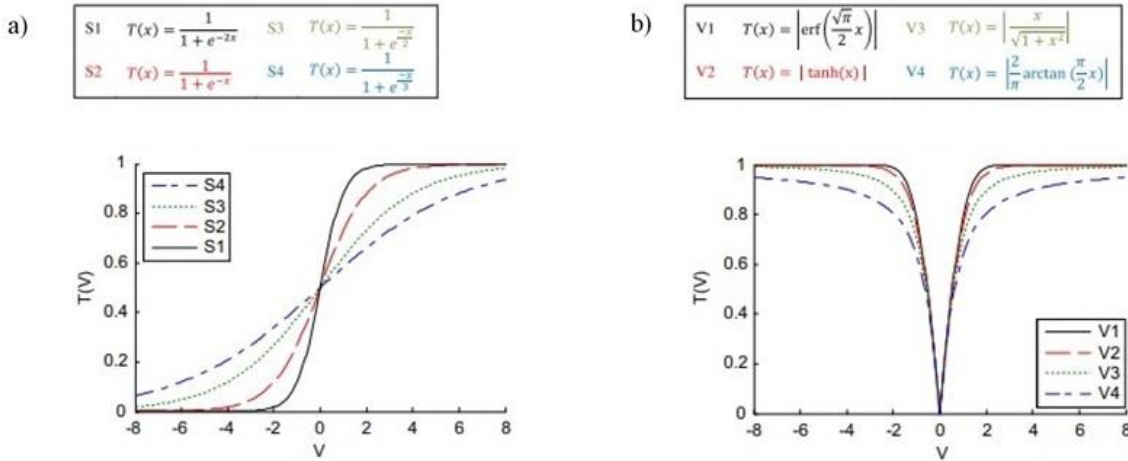 a)
S1 T(x) = 1/(1 + e^{-2x}) S3 T(x) = 1/(1 + e^{-x/2})
S2 T(x) = 1/(1 + e^{-x}) S4 T(x) = 1/(1 + e^{-x/3})
1
0.8
0.6
0.4
0.2
0
T(V)
S4
S3
S2
S1
-8 -6 -4 -2 0 2 4 6 8
V
b)
V1 T(x) = |erf(√π/2 x)| V3 T(x) = |x/√(1 + x²)|
V2 T(x) = | tanh(x) | V4 T(x) = |2/π arctan (π/2 x)|
1
0.8
0.6
0.4
0.2
0
T(V)
V1
V2
V3
V4
-8 -6 -4 -2 0 2 4 6 8
V